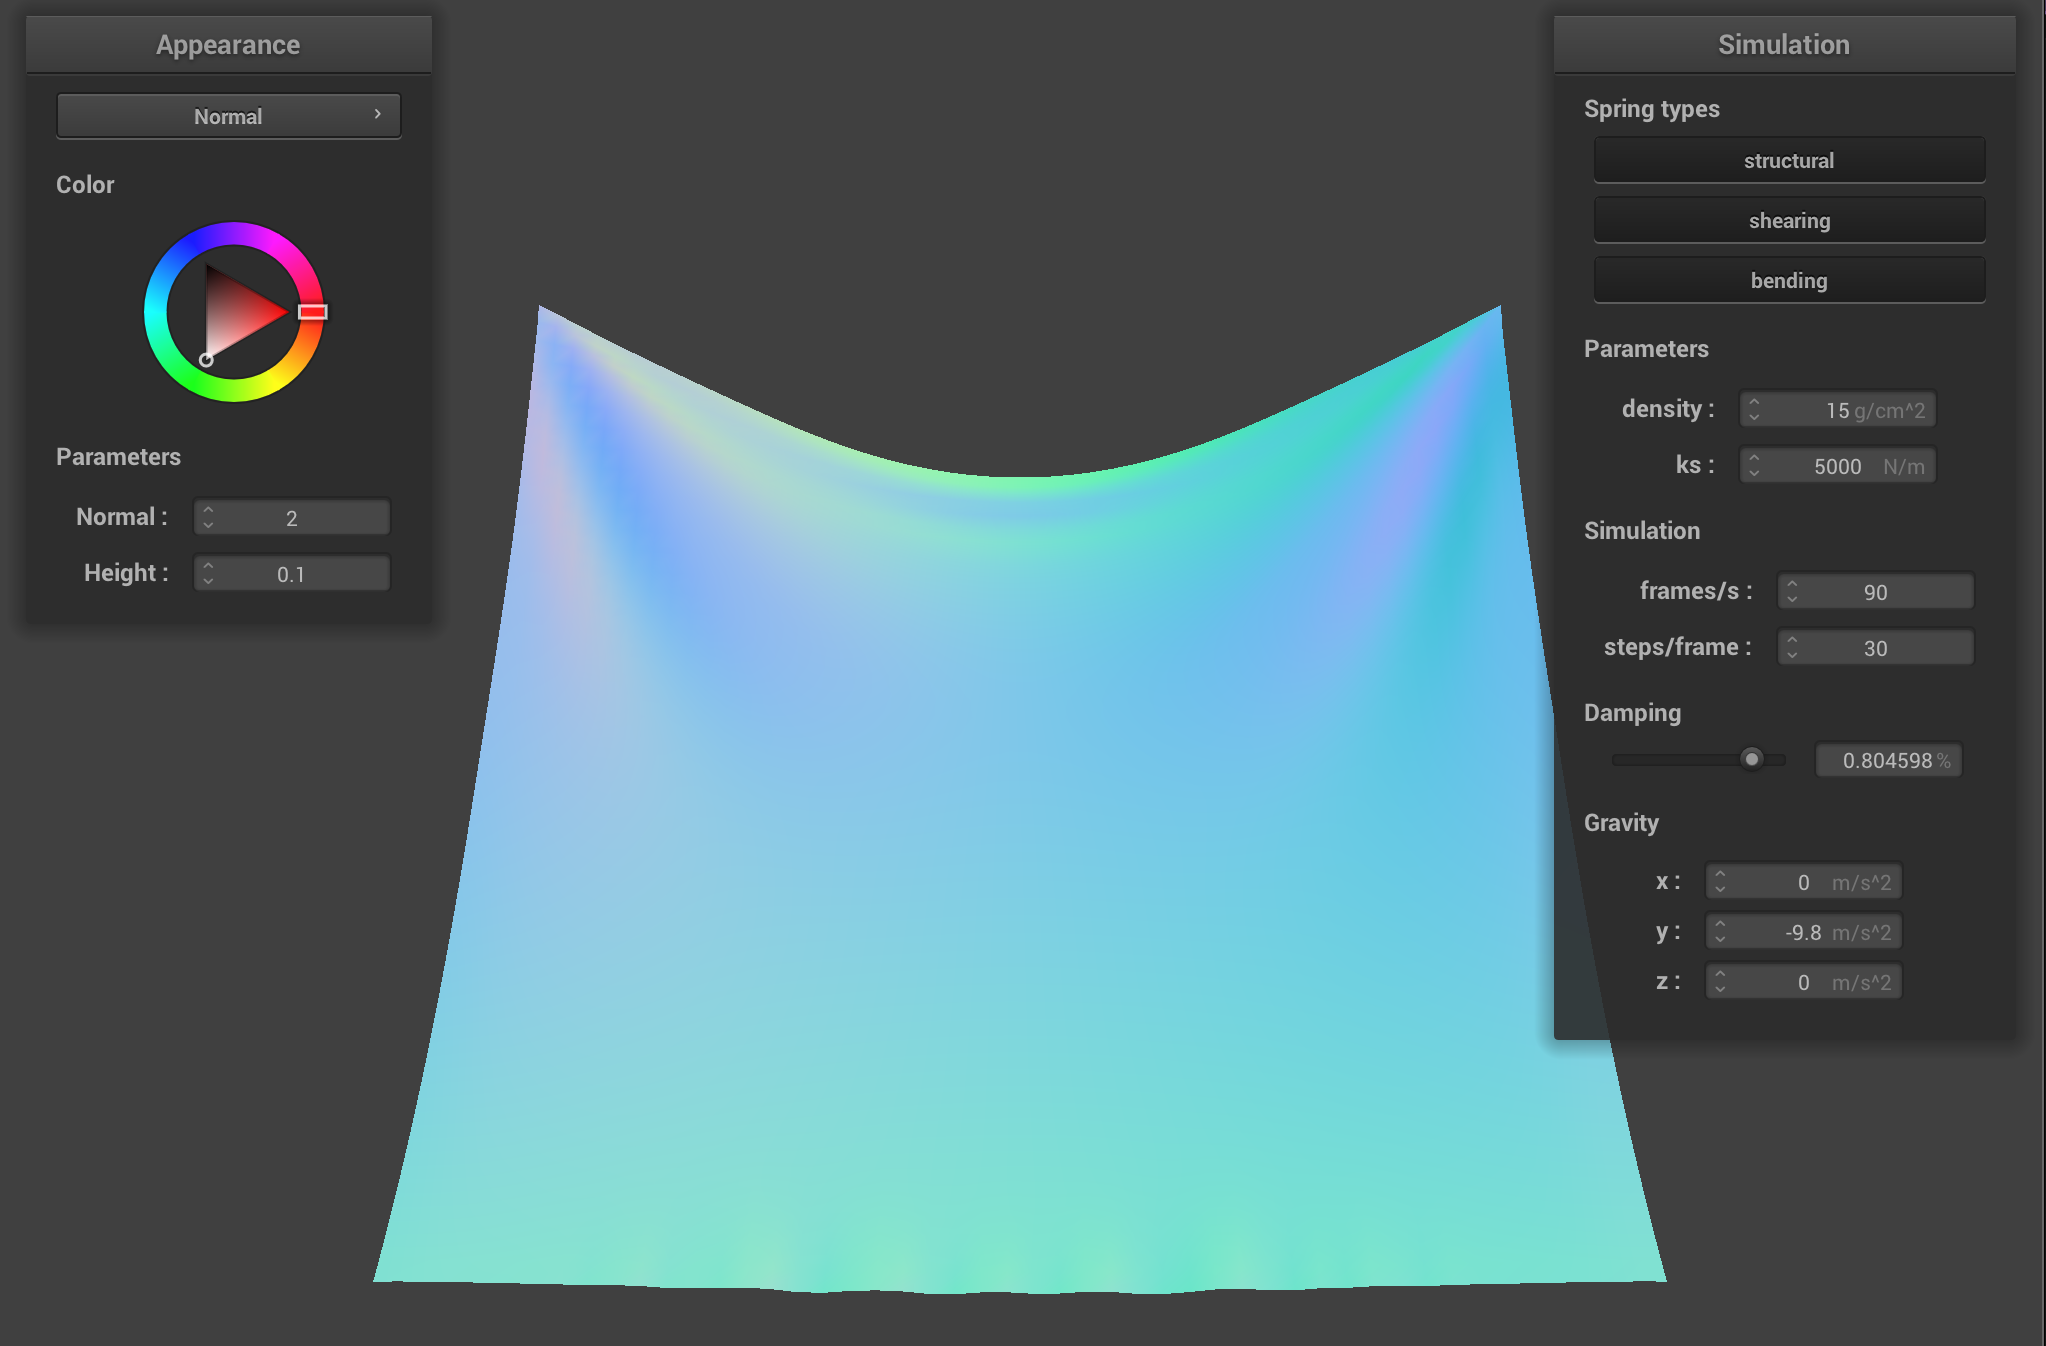 Appearance
Normal
Color
Parameters
Normal : 2
Height : 0.1
Simulation
Spring types
structural
shearing
bending
Parameters
density : 15 g/cm^2
ks : 5000 N/m
Simulation
frames/s : 90
steps/frame : 30
Damping
0.804598 %
Gravity
x : 0 m/s^2
y : -9.8 m/s^2
z : 0 m/s^2